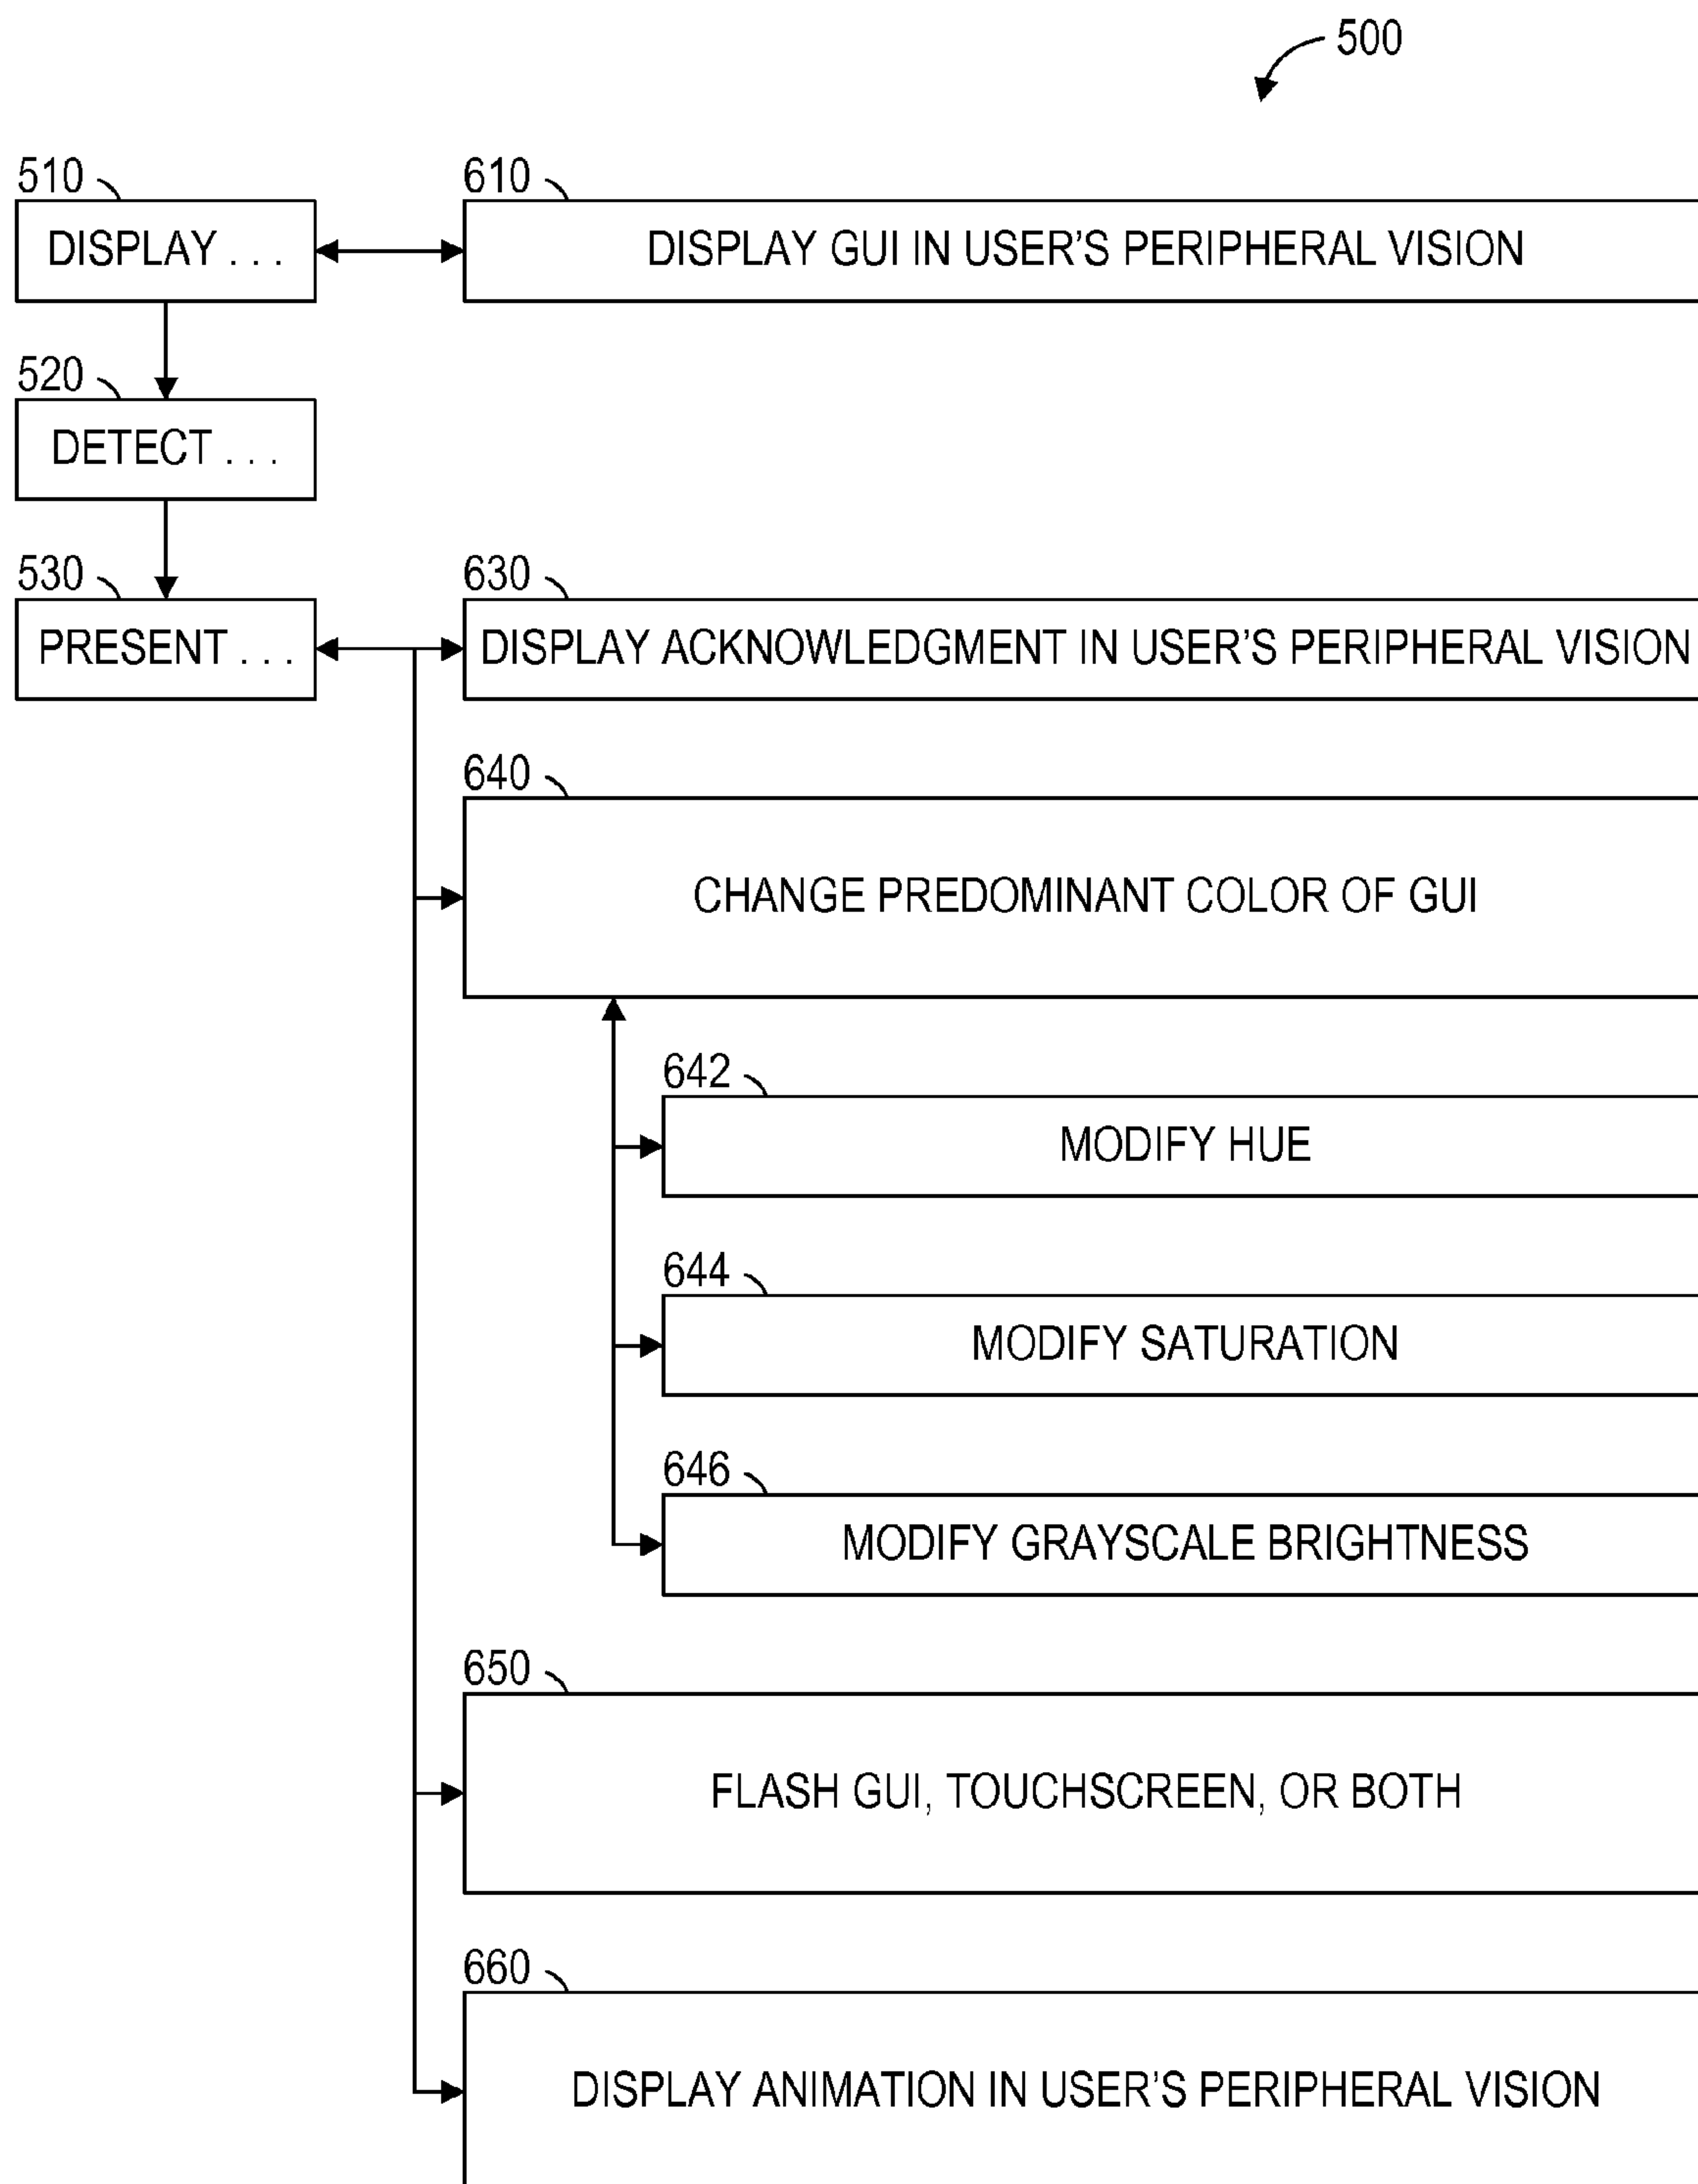 500
510
DISPLAY . . .
610
DISPLAY GUI IN USER'S PERIPHERAL VISION
520
DETECT . . .
530
PRESENT . . .
630
DISPLAY ACKNOWLEDGMENT IN USER'S PERIPHERAL VISION
640
CHANGE PREDOMINANT COLOR OF GUI
642
MODIFY HUE
644
MODIFY SATURATION
646
MODIFY GRAYSCALE BRIGHTNESS
650
FLASH GUI, TOUCHSCREEN, OR BOTH
660
DISPLAY ANIMATION IN USER'S PERIPHERAL VISION